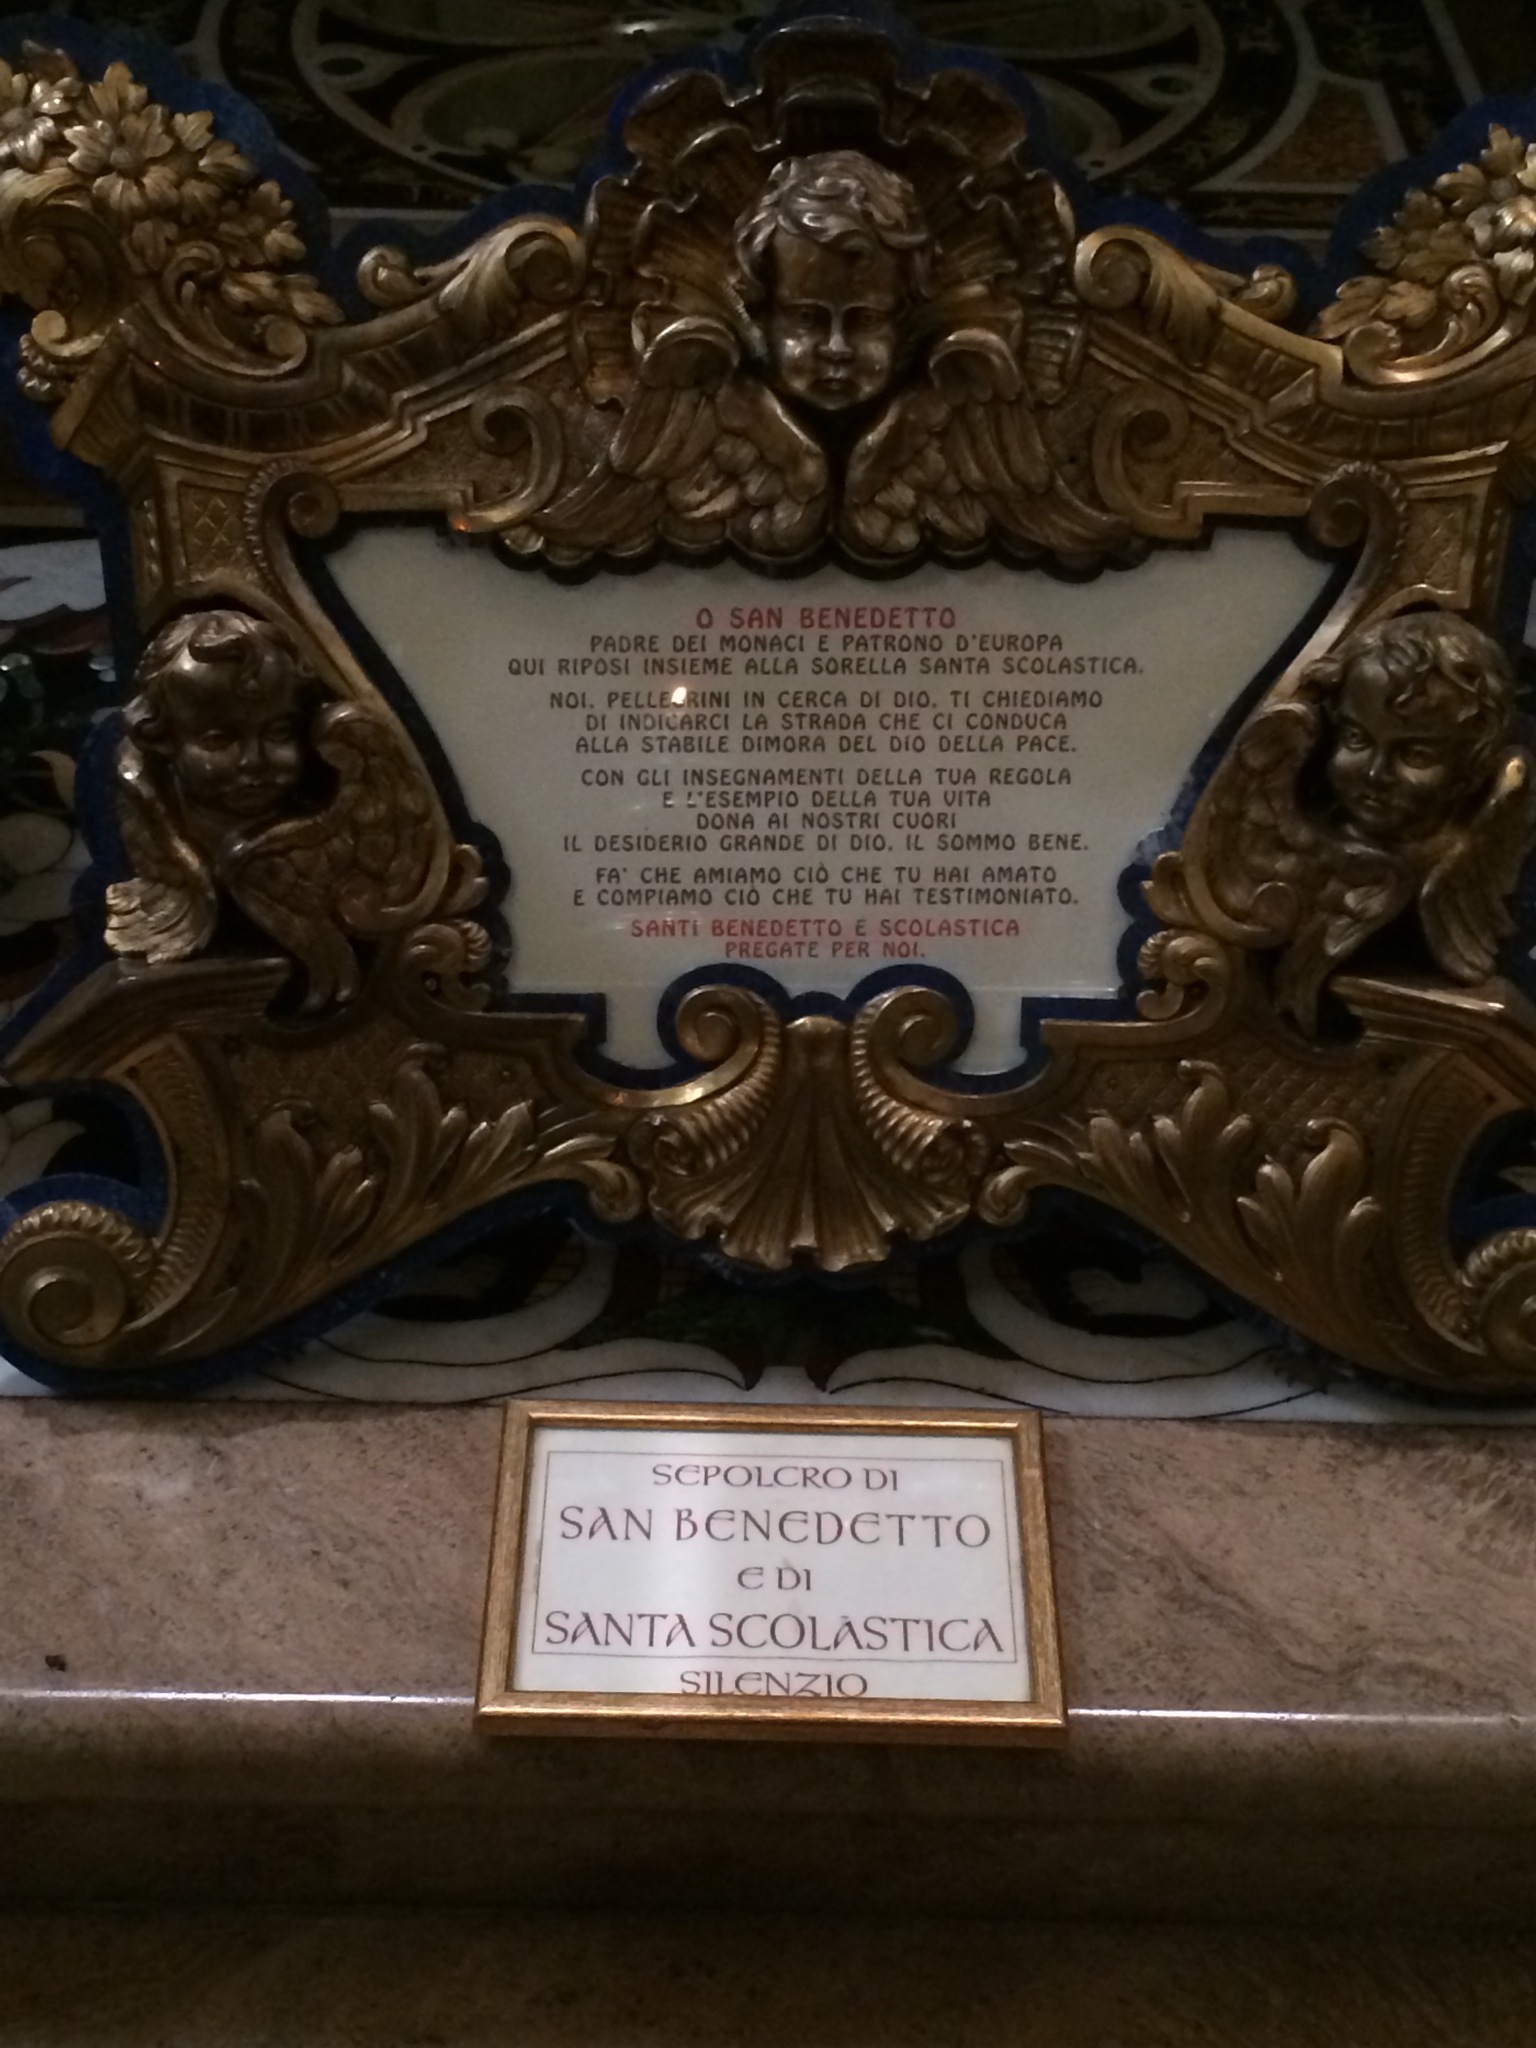 O SAN BENEDETTO
PADRE DEI MONACI E PATRONO D'EUROPA
QUI RIPOSI INSIEME ALLA SORELLA SANTA SCOLASTICA.
NOI, PELLEGRINI IN CERCA DI DIO, TI CHIEDIAMO
DI INDICARCI LA STRADA CHE CI CONDUCA
ALLA STABILE DIMORA DEL DIO DELLA PACE.
CON GLI INSEGNAMENTI DELLA TUA REGOLA
E L'ESEMPIO DELLA TUA VITA
DONA AI NOSTRI CUORI
IL DESIDERIO GRANDE DI DIO, IL SOMMO BENE.
FA' CHE AMIAMO CIÒ CHE TU HAI AMATO
E COMPIAMO CIÒ CHE TU HAI TESTIMONIATO.
SANTI BENEDETTO E SCOLASTICA
PREGATE PER NOI.
SEPOLCRO DI
SAN BENEDETTO
E DI
SANTA SCOLASTICA
SILENZIO